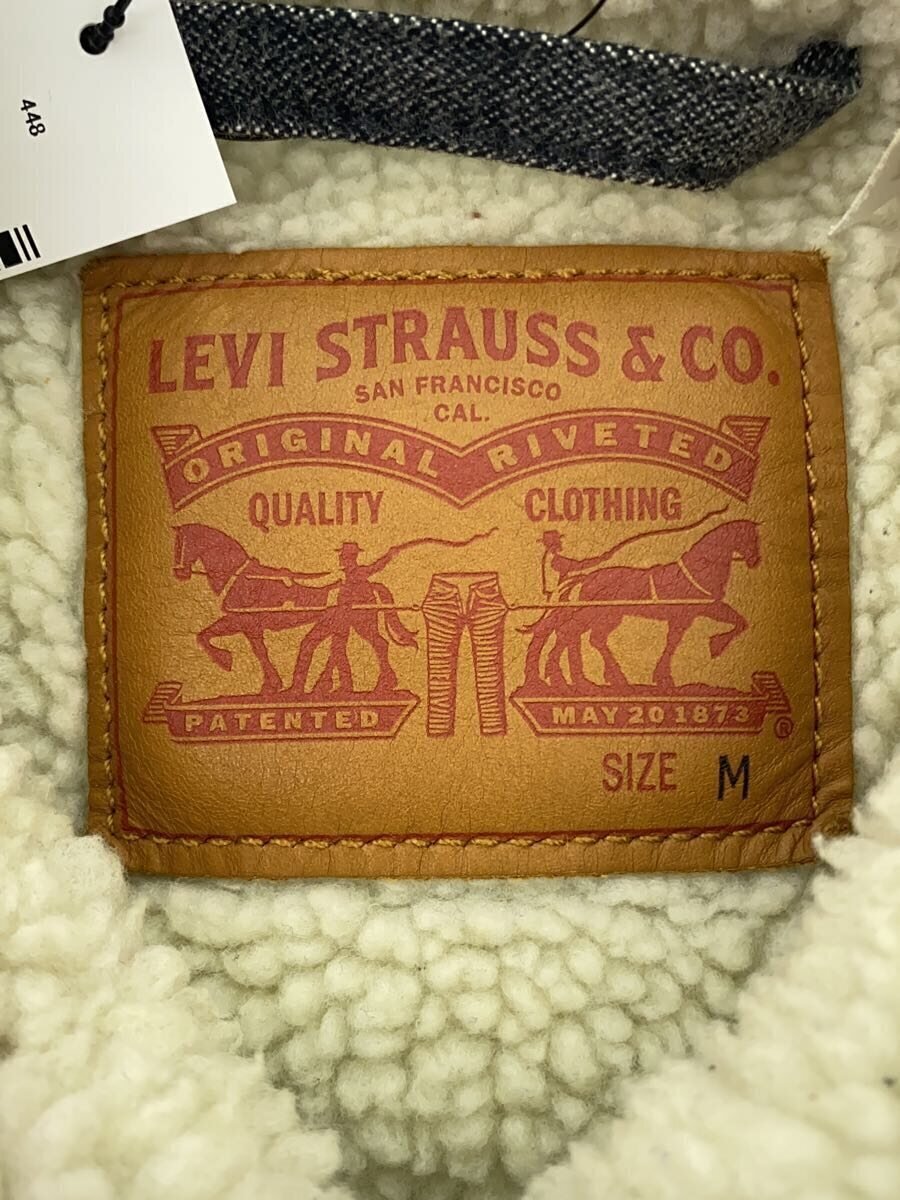 448
LEVI STRAUSS & CO.
SAN FRANCISCO
CAL.
ORIGINAL RIVETED
QUALITY CLOTHING
PATENTED MAY 20 1873 ®
SIZE M